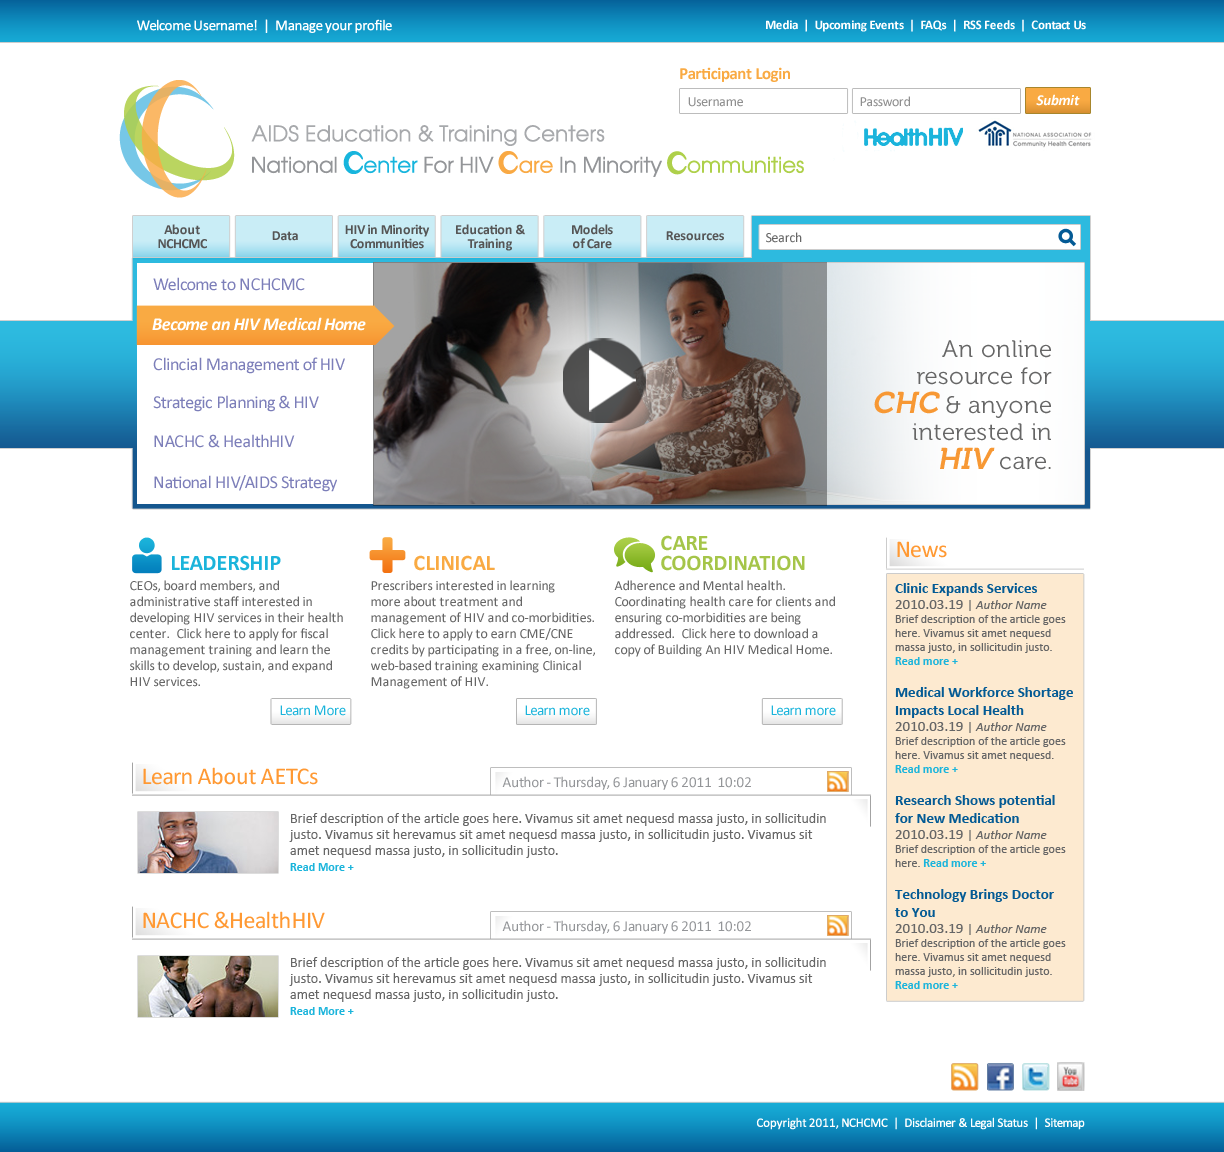 Welcome Username! | Manage your profile
Media | Upcoming Events | FAQs | RSS Feeds | Contact Us
Participant Login
Username
Password
Submit
HealthHIV
NATIONAL ASSOCIATION OF
Community Health Centers
AIDS Education & Training Centers
National Center For HIV Care In Minority Communities
About
NCHCMC
Data
HIV in Minority
Communities
Education &
Training
Models
of Care
Resources
Search
Welcome to NCHCMC
Become an HIV Medical Home
Clincial Management of HIV
Strategic Planning & HIV
NACHC & HealthHIV
National HIV/AIDS Strategy
An online
resource for
CHC & anyone
interested in
HIV care.
LEADERSHIP
CEOs, board members, and
administrative staff interested in
developing HIV services in their health
center. Click here to apply for fiscal
management training and learn the
skills to develop, sustain, and expand
HIV services.
Learn More
CLINICAL
Prescribers interested in learning
more about treatment and
management of HIV and co-morbidities.
Click here to apply to earn CME/CNE
credits by participating in a free, on-line,
web-based training examining Clinical
Management of HIV.
Learn more
CARE
COORDINATION
Adherence and Mental health.
Coordinating health care for clients and
ensuring co-morbidities are being
addressed. Click here to download a
copy of Building An HIV Medical Home.
Learn more
News
Clinic Expands Services
2010.03.19 | Author Name
Brief description of the article goes
here. Vivamus sit amet nequesd
massa justo, in sollicitudin justo.
Read more +
Medical Workforce Shortage
Impacts Local Health
2010.03.19 | Author Name
Brief description of the article goes
here. Vivamus sit amet nequesd.
Read more +
Research Shows potential
for New Medication
2010.03.19 | Author Name
Brief description of the article goes
here. Read more +
Technology Brings Doctor
to You
2010.03.19 | Author Name
Brief description of the article goes
here. Vivamus sit amet nequesd
massa justo, in sollicitudin justo.
Read more +
Learn About AETCs
Author - Thursday, 6 January 6 2011 10:02
Brief description of the article goes here. Vivamus sit amet nequesd massa justo, in sollicitudin
justo. Vivamus sit herevamus sit amet nequesd massa justo, in sollicitudin justo. Vivamus sit
amet nequesd massa justo, in sollicitudin justo.
Read More +
NACHC &HealthHIV
Author - Thursday, 6 January 6 2011 10:02
Brief description of the article goes here. Vivamus sit amet nequesd massa justo, in sollicitudin
justo. Vivamus sit herevamus sit amet nequesd massa justo, in sollicitudin justo. Vivamus sit
amet nequesd massa justo, in sollicitudin justo.
Read More +
You
Tube
Copyright 2011, NCHCMC | Disclaimer & Legal Status | Sitemap